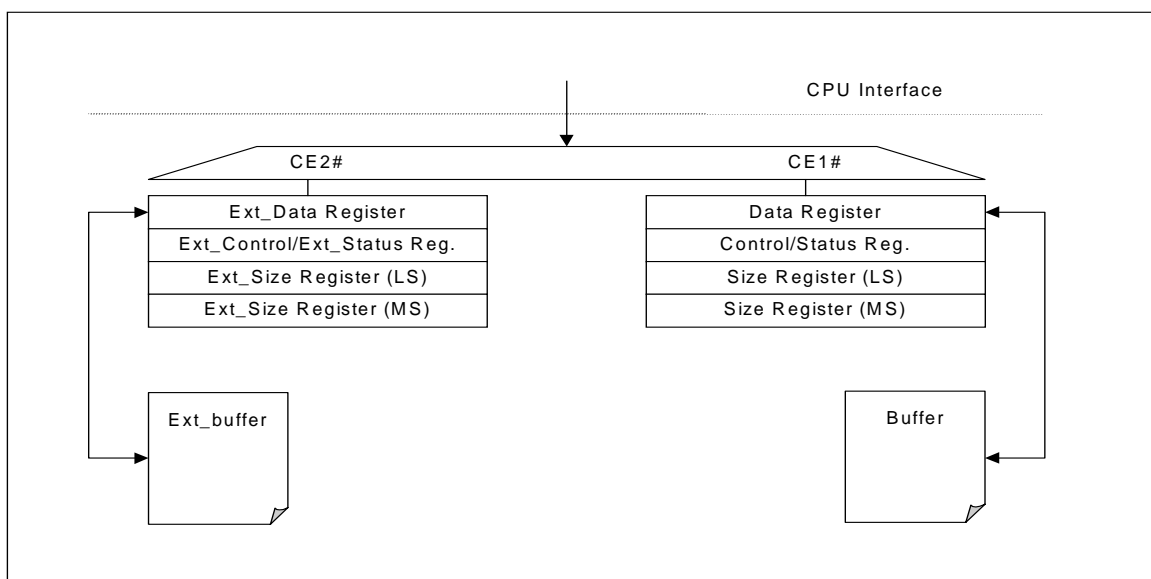 CPU Interface
CE2#
CE1#
Ext_Data Register
Ext_Control/Ext_Status Reg.
Ext_Size Register (LS)
Ext_Size Register (MS)
Data Register
Control/Status Reg.
Size Register (LS)
Size Register (MS)
Ext_buffer
Buffer